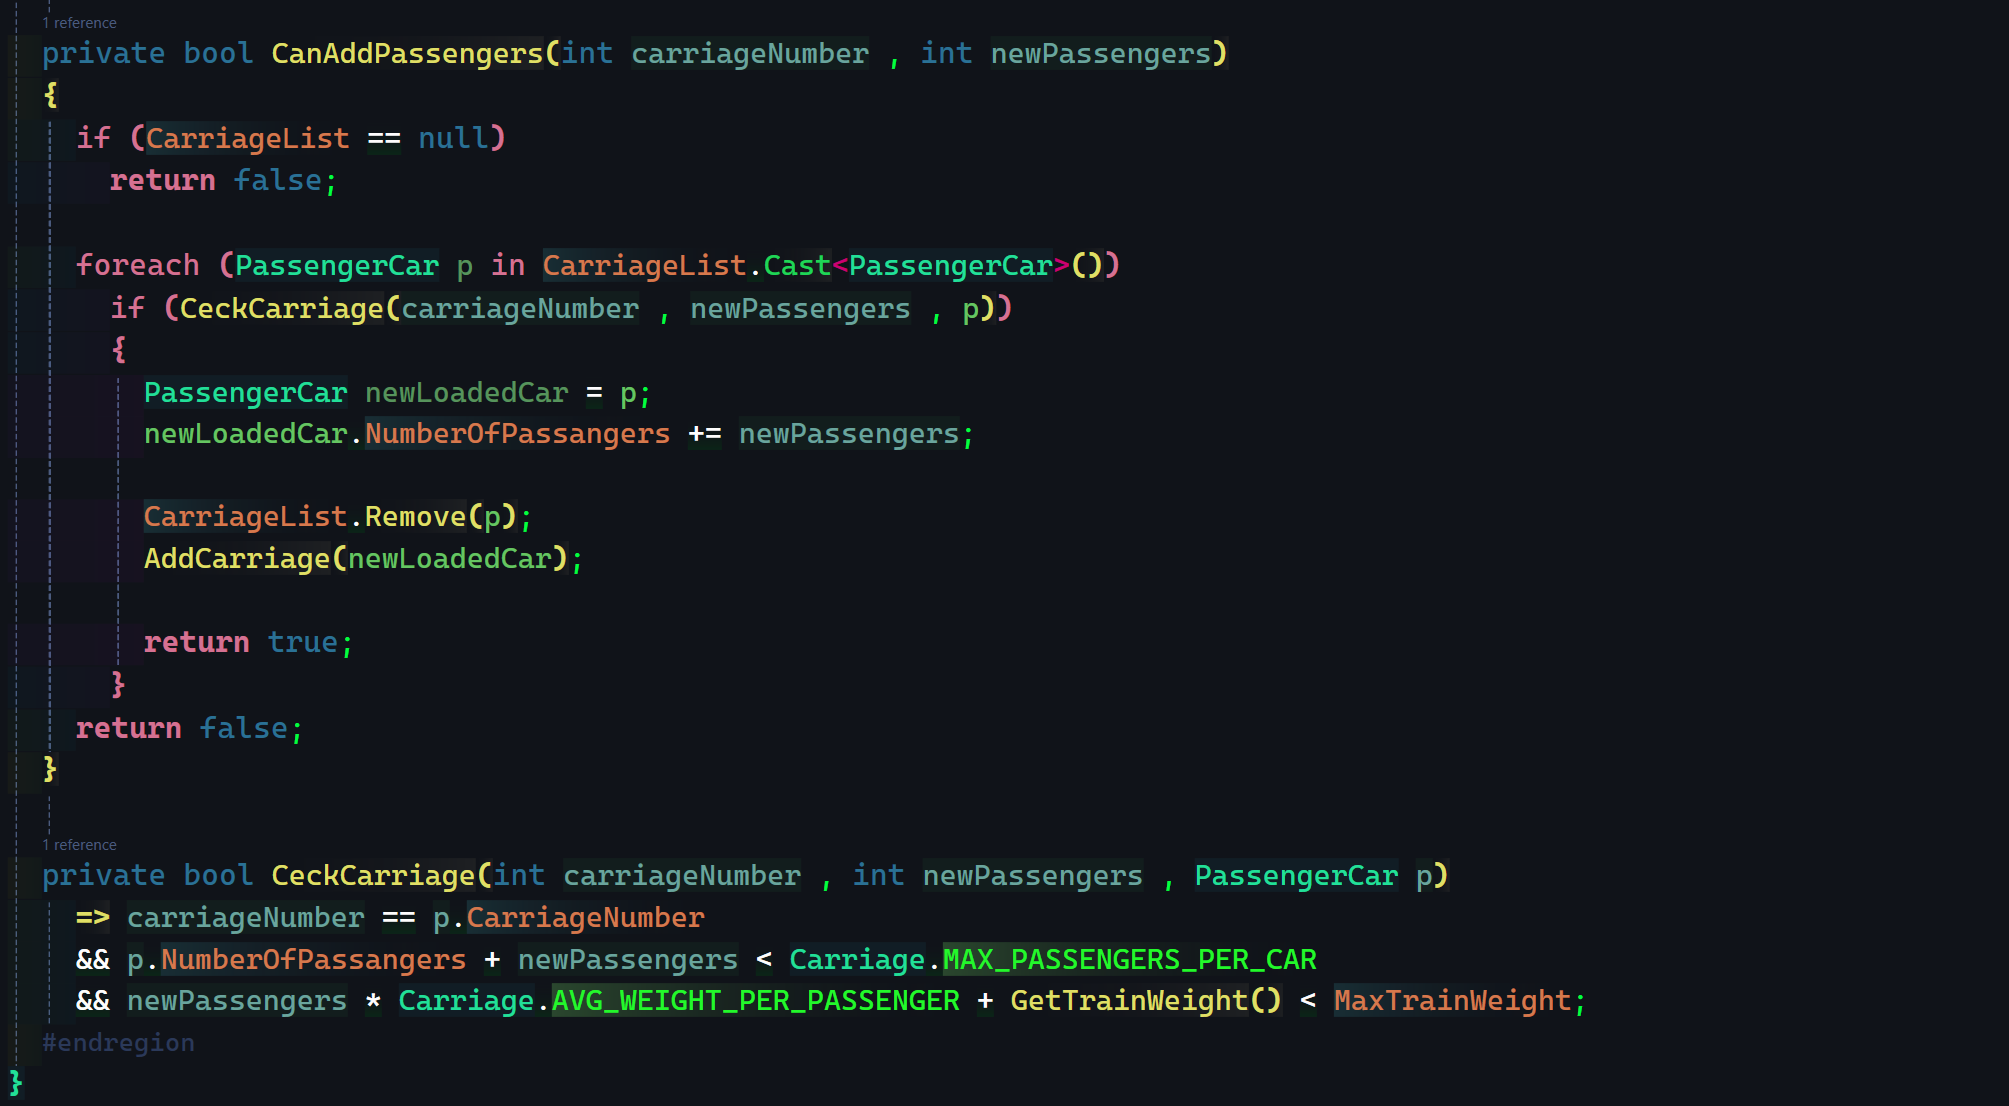 1 reference
private bool CanAddPassengers(int carriageNumber , int newPassengers)
{
if (CarriageList == null)
return false;
foreach (PassengerCar p in CarriageList.Cast<PassengerCar>())
if (CeckCarriage(carriageNumber , newPassengers , p))
{
PassengerCar newLoadedCar = p;
newLoadedCar.NumberOfPassangers += newPassengers;
CarriageList.Remove(p);
AddCarriage(newLoadedCar);
return true;
}
return false;
}
1 reference
private bool CeckCarriage(int carriageNumber , int newPassengers , PassengerCar p)
=> carriageNumber == p.CarriageNumber
&& p.NumberOfPassangers + newPassengers < Carriage.MAX_PASSENGERS_PER_CAR
&& newPassengers * Carriage.AVG_WEIGHT_PER_PASSENGER + GetTrainWeight() < MaxTrainWeight;
#endregion
}